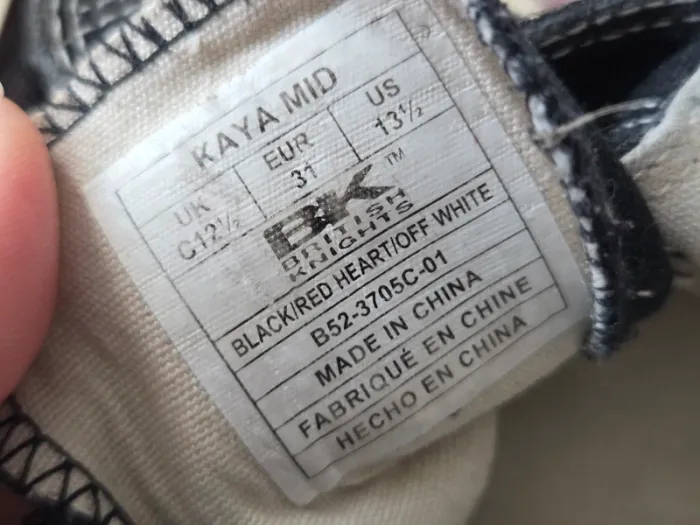 KAYA MID
UK EUR US
C12½ 31 13½
BK™
BRITISH
KNIGHTS
BLACK/RED HEART/OFF WHITE
B52-3705C-01
MADE IN CHINA
FABRIQUÉ EN CHINE
HECHO EN CHINA